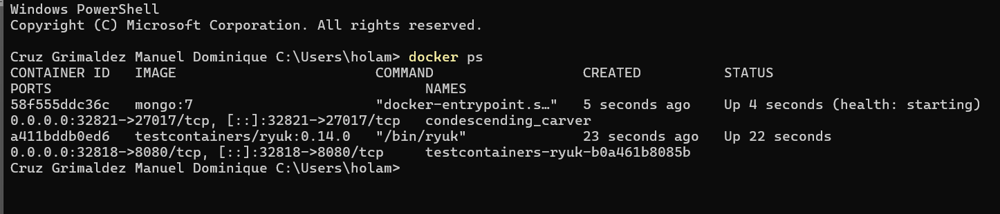 Windows PowerShell
Copyright (C) Microsoft Corporation. All rights reserved.
Cruz Grimaldez Manuel Dominique C:\Users\holam> docker ps
CONTAINER ID   IMAGE                        COMMAND                  CREATED          STATUS
PORTS                                             NAMES
58f555ddc36c   mongo:7                      "docker-entrypoint.s…"   5 seconds ago    Up 4 seconds (health: starting)
0.0.0.0:32821->27017/tcp, [::]:32821->27017/tcp   condescending_carver
a411bddb0ed6   testcontainers/ryuk:0.14.0   "/bin/ryuk"              23 seconds ago   Up 22 seconds
0.0.0.0:32818->8080/tcp, [::]:32818->8080/tcp     testcontainers-ryuk-b0a461b8085b
Cruz Grimaldez Manuel Dominique C:\Users\holam>